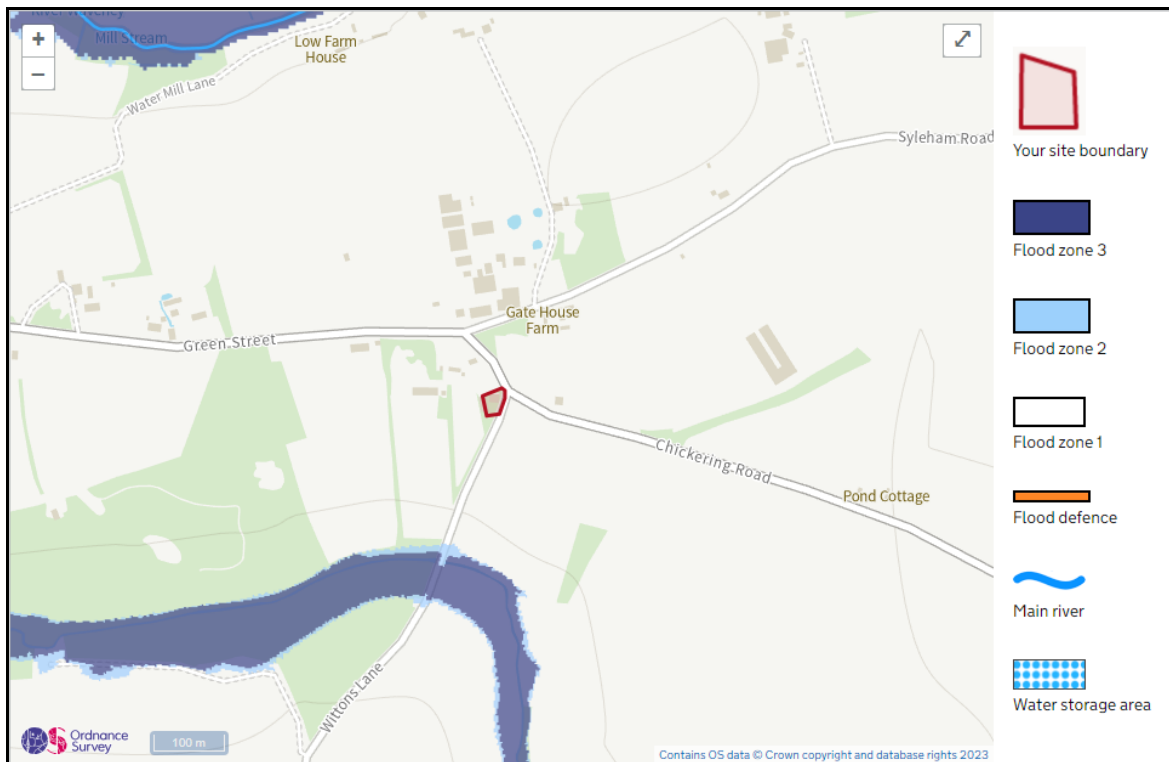 River Waveney
Mill Stream
+
−
Low Farm
House
Water Mill Lane
Syleham Road
Gate House
Farm
Green Street
Chickering Road
Pond Cottage
Wittons Lane
Ordnance
Survey
100 m
Contains OS data © Crown copyright and database rights 2023
Your site boundary
Flood zone 3
Flood zone 2
Flood zone 1
Flood defence
Main river
Water storage area